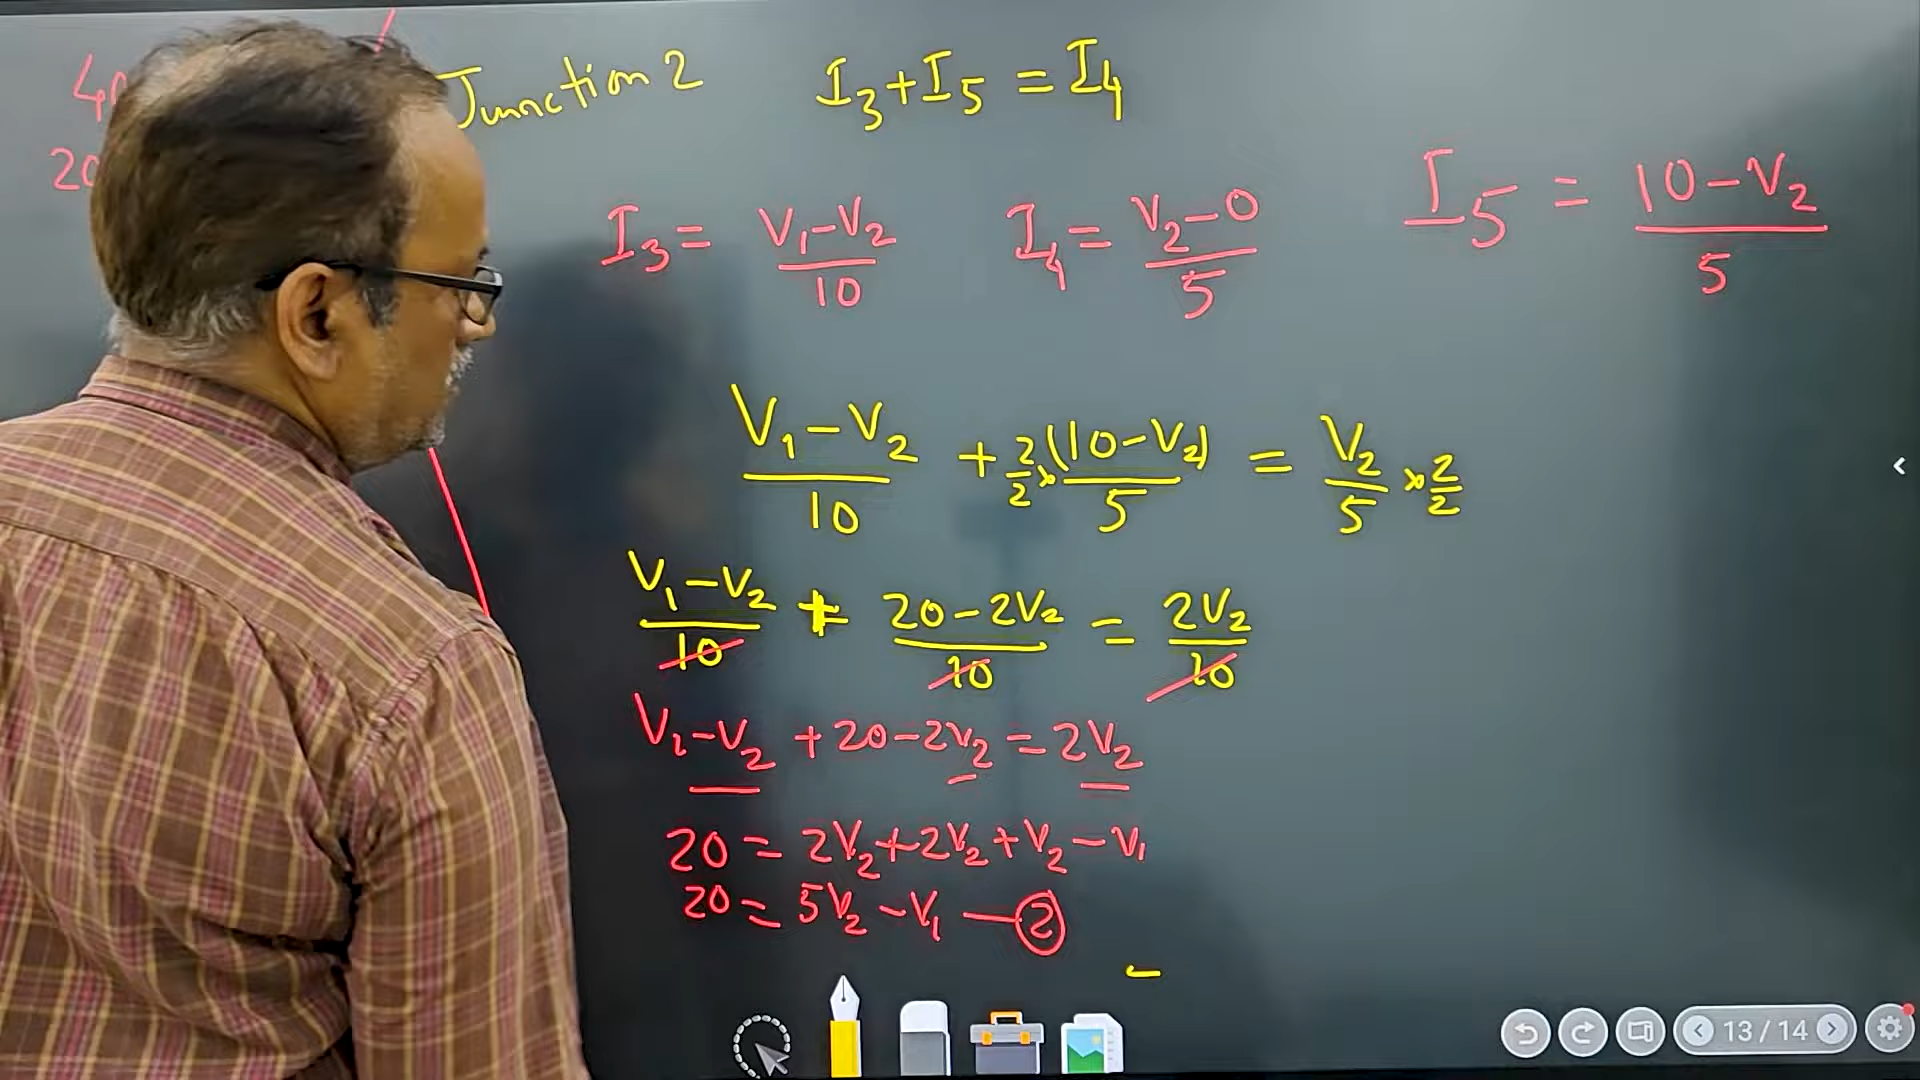 Junction 2 I₃ + I₅ = I₄
20
I₃ = (V₁ - V₂)/10 I₄ = (V₂ - 0)/5 I₅ = (10 - V₂)/5
(V₁ - V₂)/10 + 2/2 × (10 - V₂)/5 = V₂/5 × 2/2
(V₁ - V₂)/10 + (20 - 2V₂)/10 = 2V₂/10
V₁ - V₂ + 20 - 2V₂ = 2V₂
20 = 2V₂ + 2V₂ + V₂ - V₁
20 = 5V₂ - V₁ — ②
13 / 14